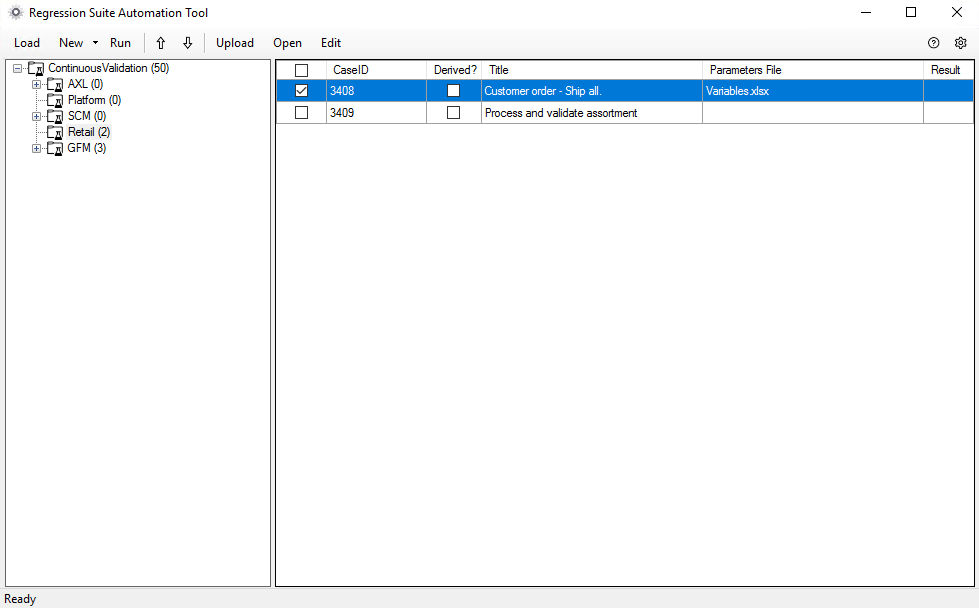 Regression Suite Automation Tool
Load New Run Upload Open Edit
ContinuousValidation (50)
AXL (0)
Platform (0)
SCM (0)
Retail (2)
GFM (3)
CaseID Derived? Title Parameters File Result
3408 Customer order - Ship all. Variables.xlsx
3409 Process and validate assortment
Ready